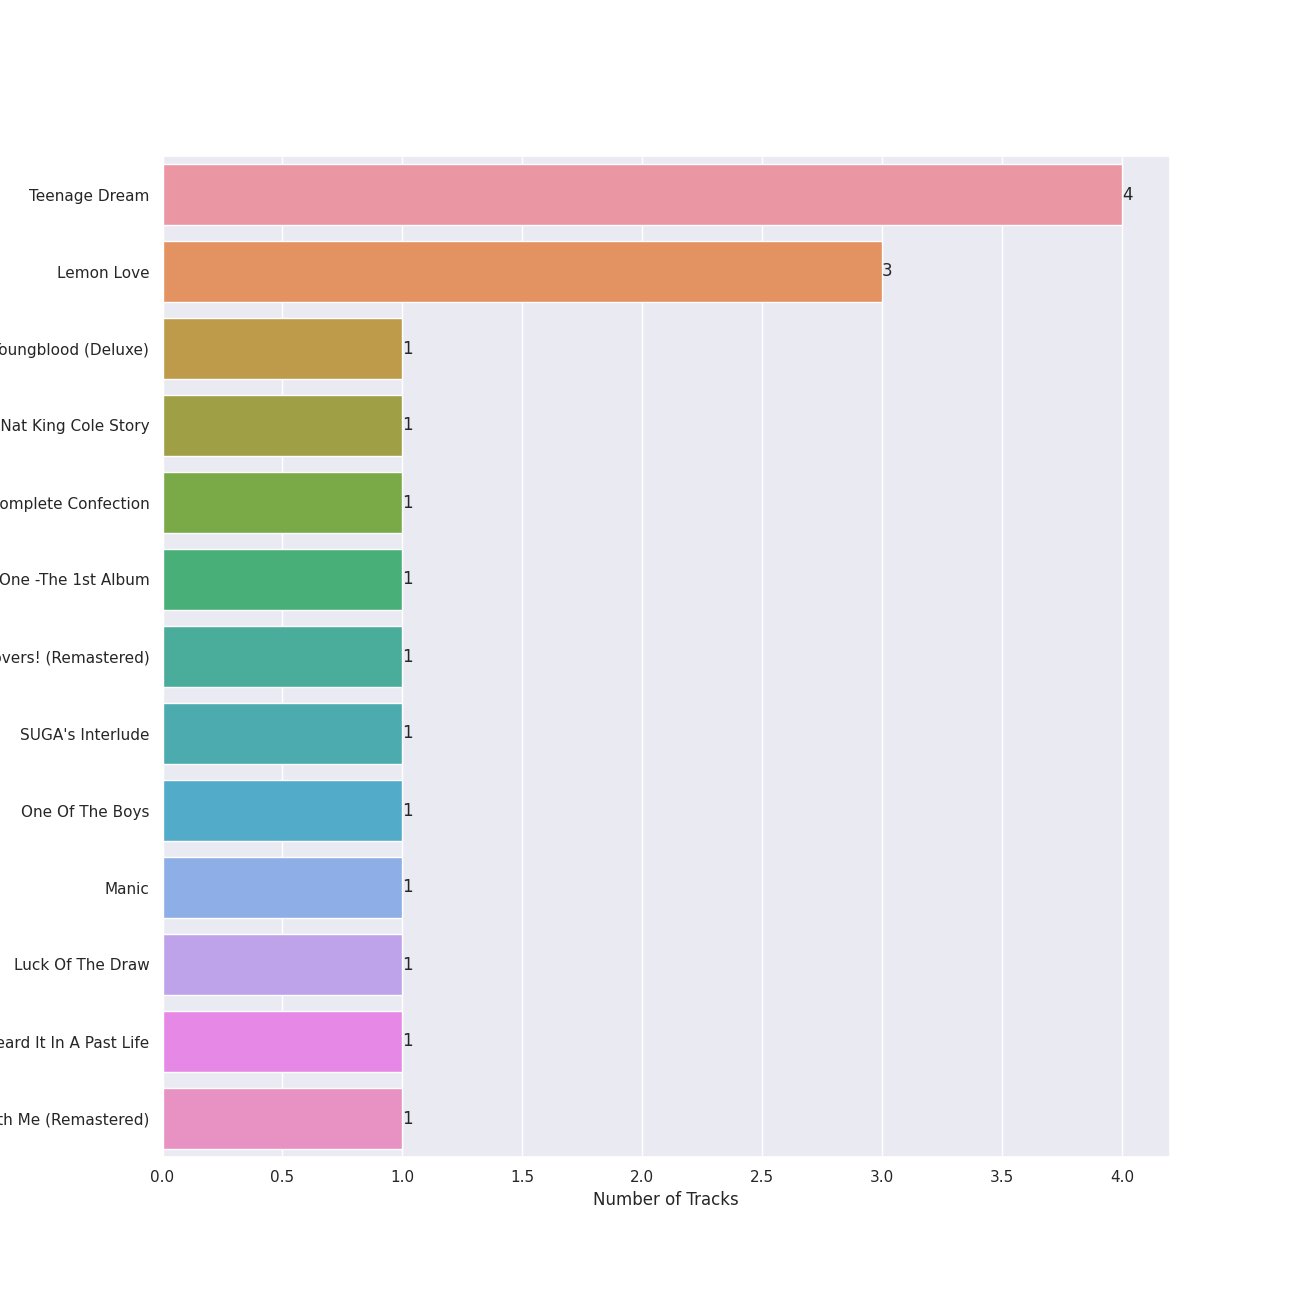 Teenage Dream
4
Lemon Love
3
oungblood (Deluxe)
1
Nat King Cole Story
1
omplete Confection
1
One -The 1st Album
1
overs! (Remastered)
1
SUGA's Interlude
1
One Of The Boys
1
Manic
1
Luck Of The Draw
1
eard It In A Past Life
1
th Me (Remastered)
1
0.0 0.5 1.0 1.5 2.0 2.5 3.0 3.5 4.0
Number of Tracks